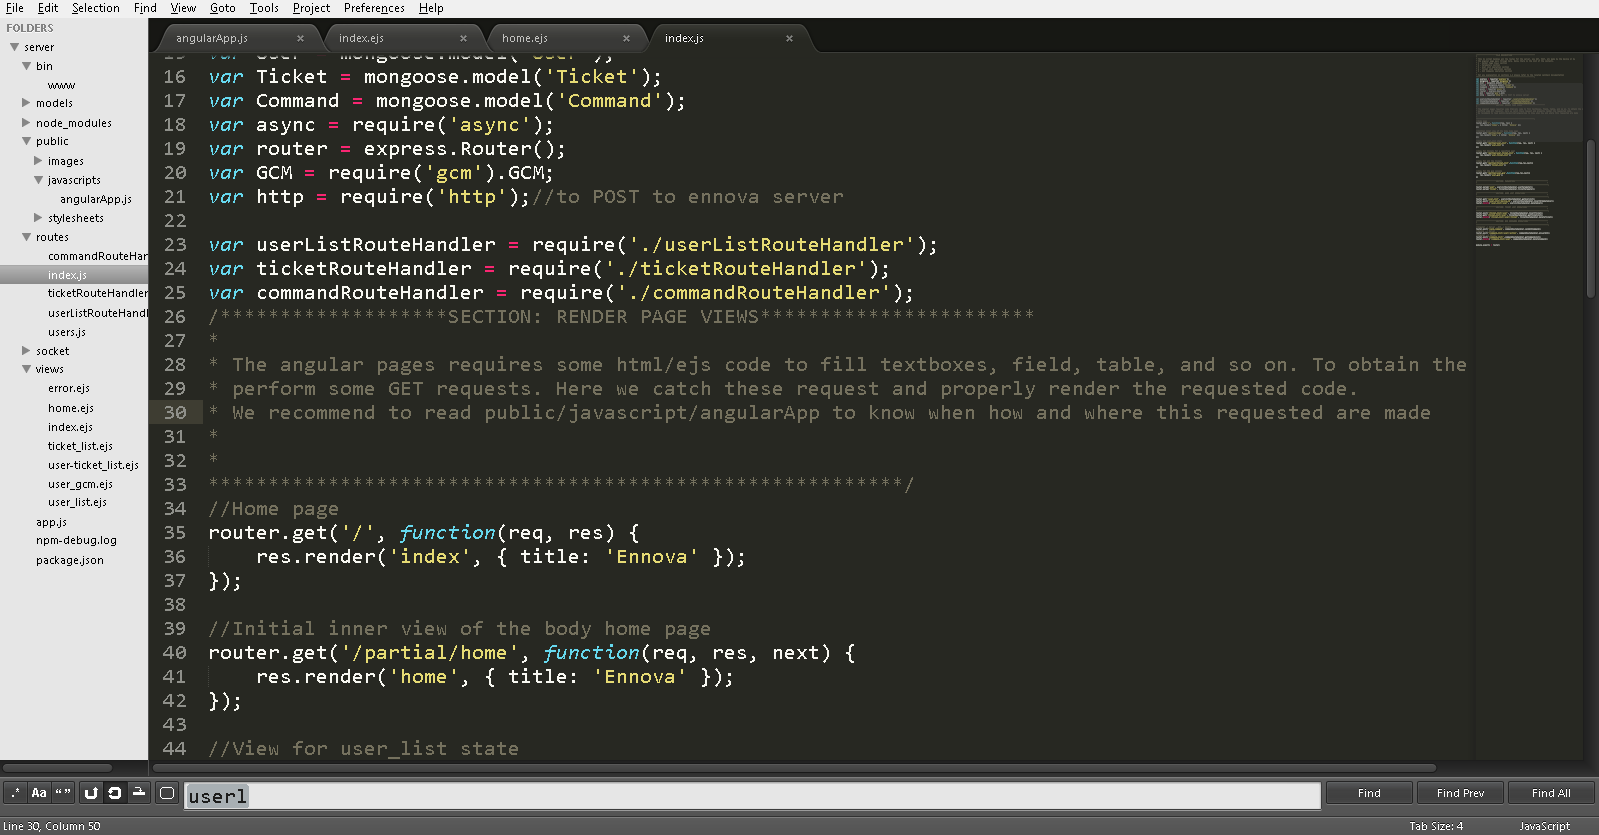 File Edit Selection Find View Goto Tools Project Preferences Help
FOLDERS
server
bin
www
models
node_modules
public
images
javascripts
angularApp.js
stylesheets
routes
commandRouteHar
index.js
ticketRouteHandler
userListRouteHandl
users.js
socket
views
error.ejs
home.ejs
index.ejs
ticket_list.ejs
user-ticket_list.ejs
user_gcm.ejs
user_list.ejs
app.js
npm-debug.log
package.json
angularApp.js × index.ejs × home.ejs × index.js ×
16 var Ticket = mongoose.model('Ticket');
17 var Command = mongoose.model('Command');
18 var async = require('async');
19 var router = express.Router();
20 var GCM = require('gcm').GCM;
21 var http = require('http');//to POST to ennova server
22
23 var userListRouteHandler = require('./userListRouteHandler');
24 var ticketRouteHandler = require('./ticketRouteHandler');
25 var commandRouteHandler = require('./commandRouteHandler');
26 /*******************SECTION: RENDER PAGE VIEWS***********************
27 *
28 * The angular pages requires some html/ejs code to fill textboxes, field, table, and so on. To obtain the
29 * perform some GET requests. Here we catch these request and properly render the requested code.
30 * We recommend to read public/javascript/angularApp to know when how and where this requested are made
31 *
32 *
33 **********************************************************/
34 //Home page
35 router.get('/', function(req, res) {
36 res.render('index', { title: 'Ennova' });
37 });
38
39 //Initial inner view of the body home page
40 router.get('/partial/home', function(req, res, next) {
41 res.render('home', { title: 'Ennova' });
42 });
43
44 //View for user_list state
.* Aa “” userl Find Find Prev Find All
Line 30, Column 50 Tab Size: 4 JavaScript